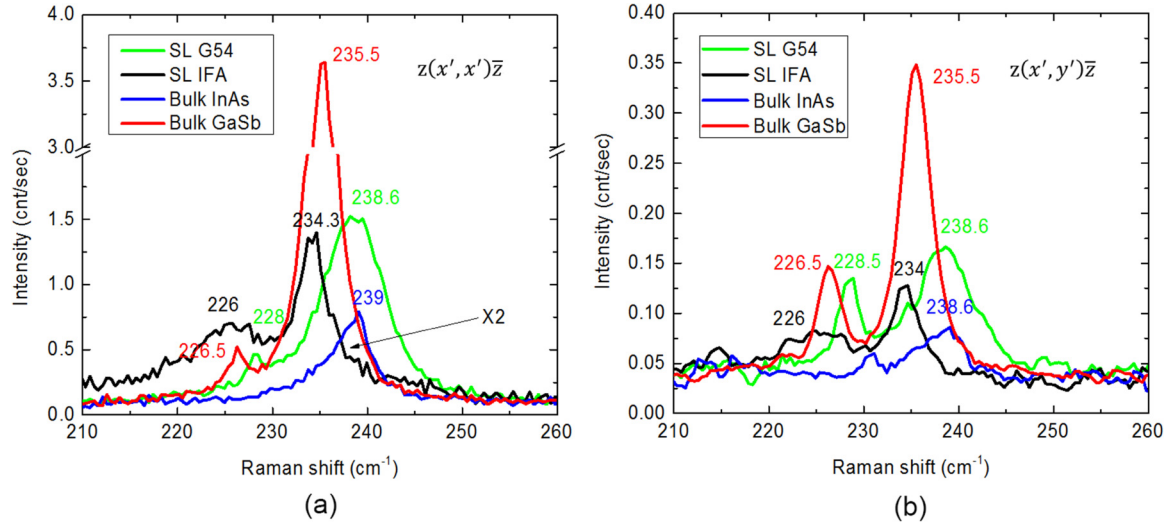 SL G54
SL IFA
Bulk InAs
Bulk GaSb
z(x′,x′)z̅
235.5
238.6
234.3
239
226
228
226.5
X2
4.0
3.5
3.0
1.5
1.0
0.5
0.0
Intensity (cnt/sec)
210 220 230 240 250 260
Raman shift (cm⁻¹)
(a)
SL G54
SL IFA
Bulk InAs
Bulk GaSb
z(x′,y′)z̅
235.5
238.6
226.5
228.5
234
226
238.6
0.40
0.35
0.30
0.25
0.20
0.15
0.10
0.05
0.00
Intensity (cnt/sec)
210 220 230 240 250 260
Raman shift (cm⁻¹)
(b)